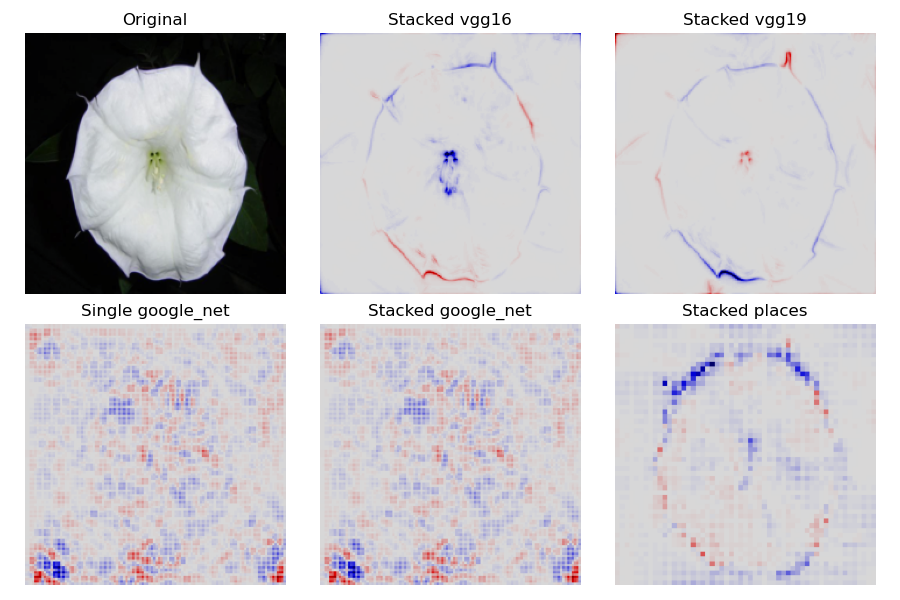 Original
Stacked vgg16
Stacked vgg19
Single google_net
Stacked google_net
Stacked places